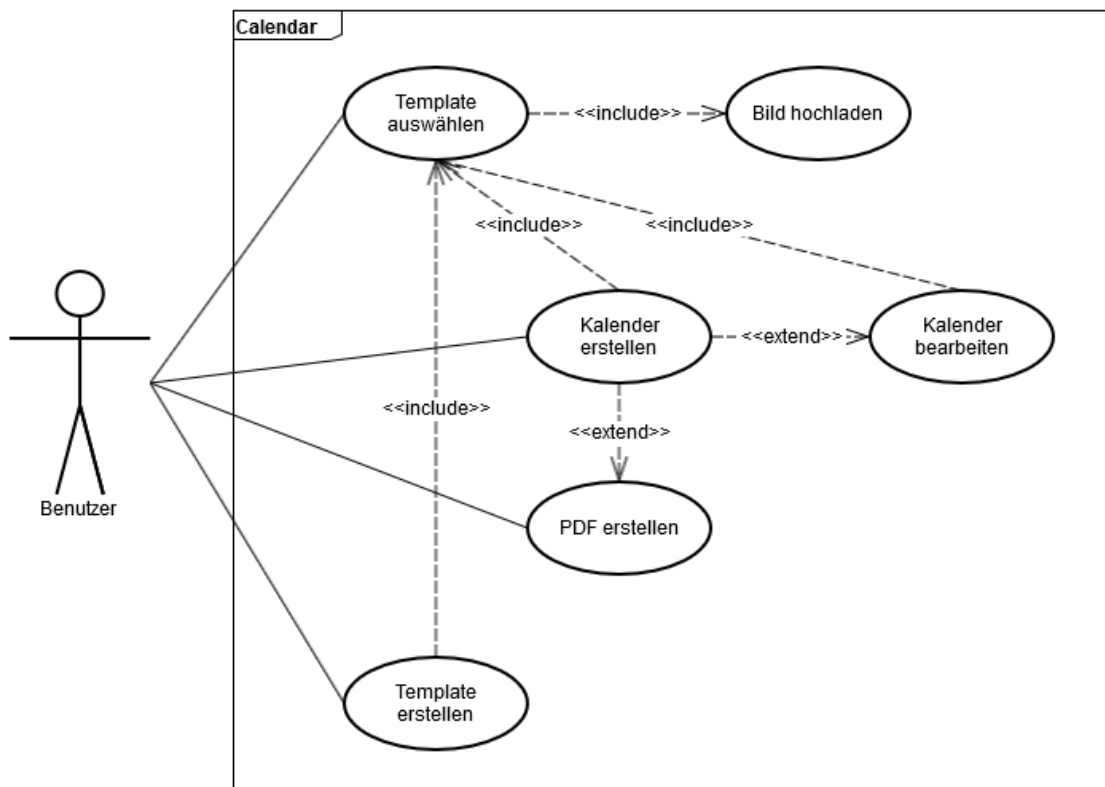 Calendar
Template
auswählen
<<include>>
Bild hochladen
<<include>>
<<include>>
Kalender
erstellen
<<extend>>
Kalender
bearbeiten
<<include>>
<<extend>>
Benutzer
PDF erstellen
Template
erstellen